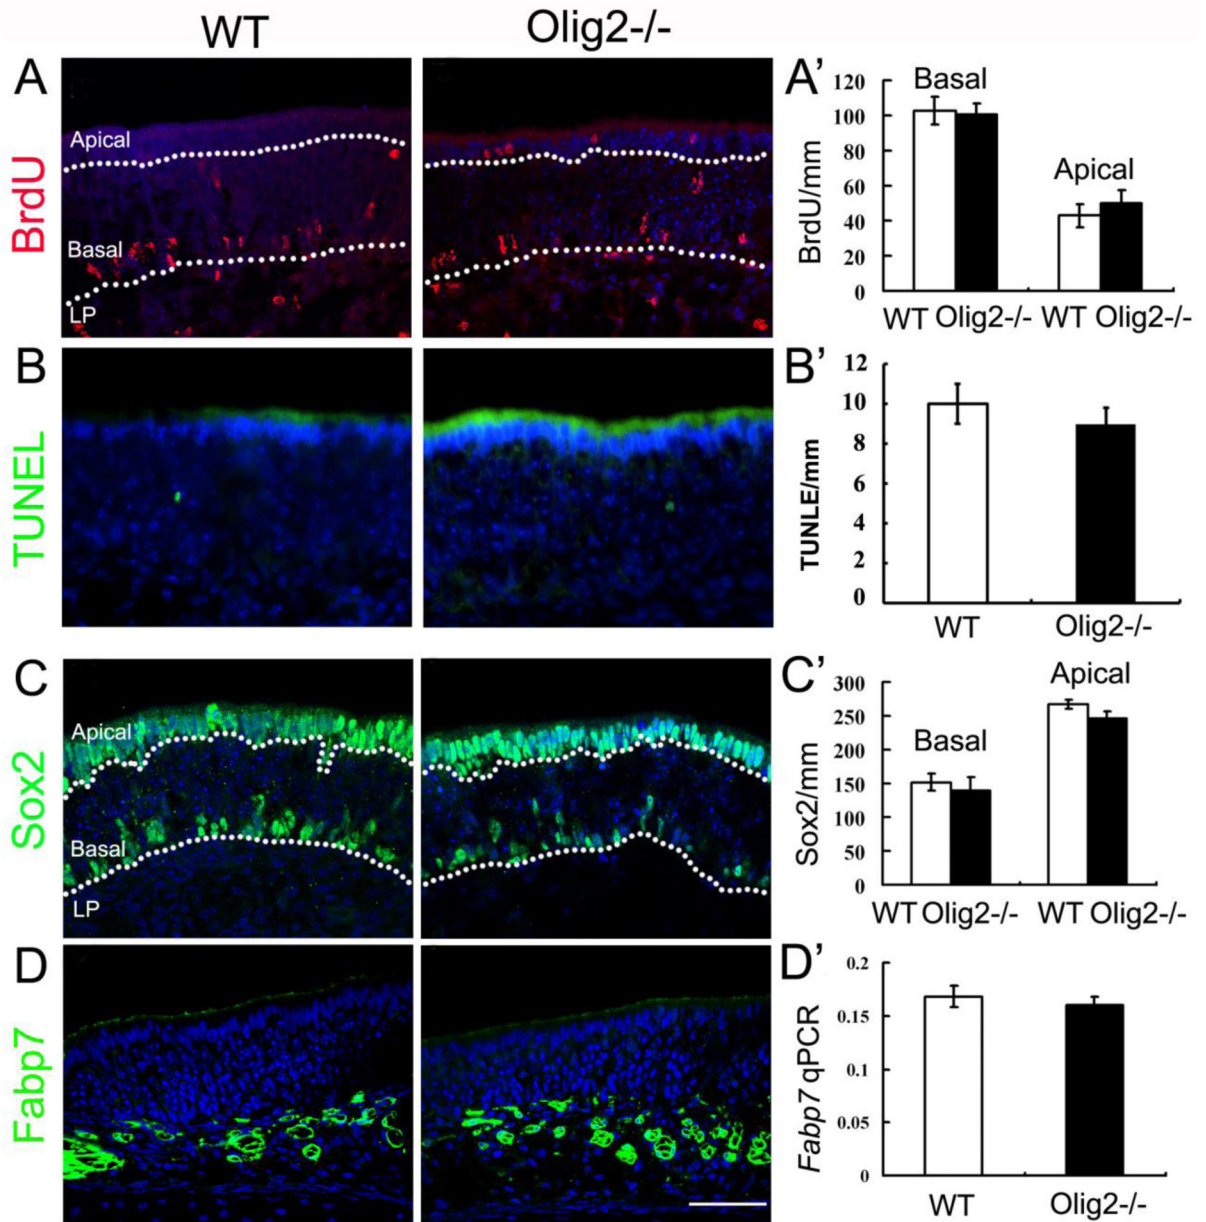 WT Olig2-/-
A
BrdU
Apical
Basal
LP
A'
BrdU/mm
120
100
80
60
40
20
0
Basal
Apical
WT Olig2-/- WT Olig2-/-
B
TUNEL
B'
TUNLE/mm
12
10
8
6
4
2
0
WT Olig2-/-
C
Sox2
Apical
Basal
LP
C'
Sox2/mm
300
250
200
150
100
50
0
Basal
Apical
WT Olig2-/- WT Olig2-/-
D
Fabp7
D'
Fabp7 qPCR
0.2
0.15
0.1
0.05
0
WT Olig2-/-